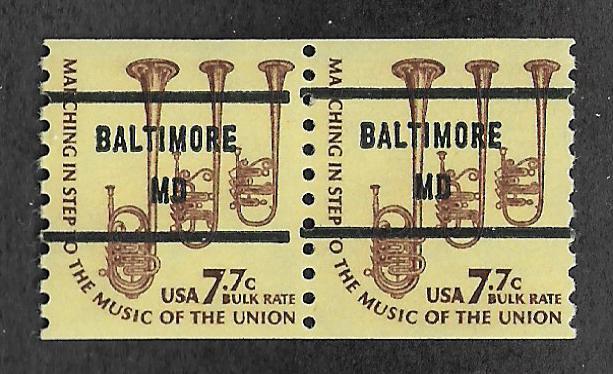 MARCHING IN STEP TO THE MUSIC OF THE UNION
BALTIMORE
MD
USA 7.7c
BULK RATE
MARCHING IN STEP TO THE MUSIC OF THE UNION
BALTIMORE
MD
USA 7.7c
BULK RATE